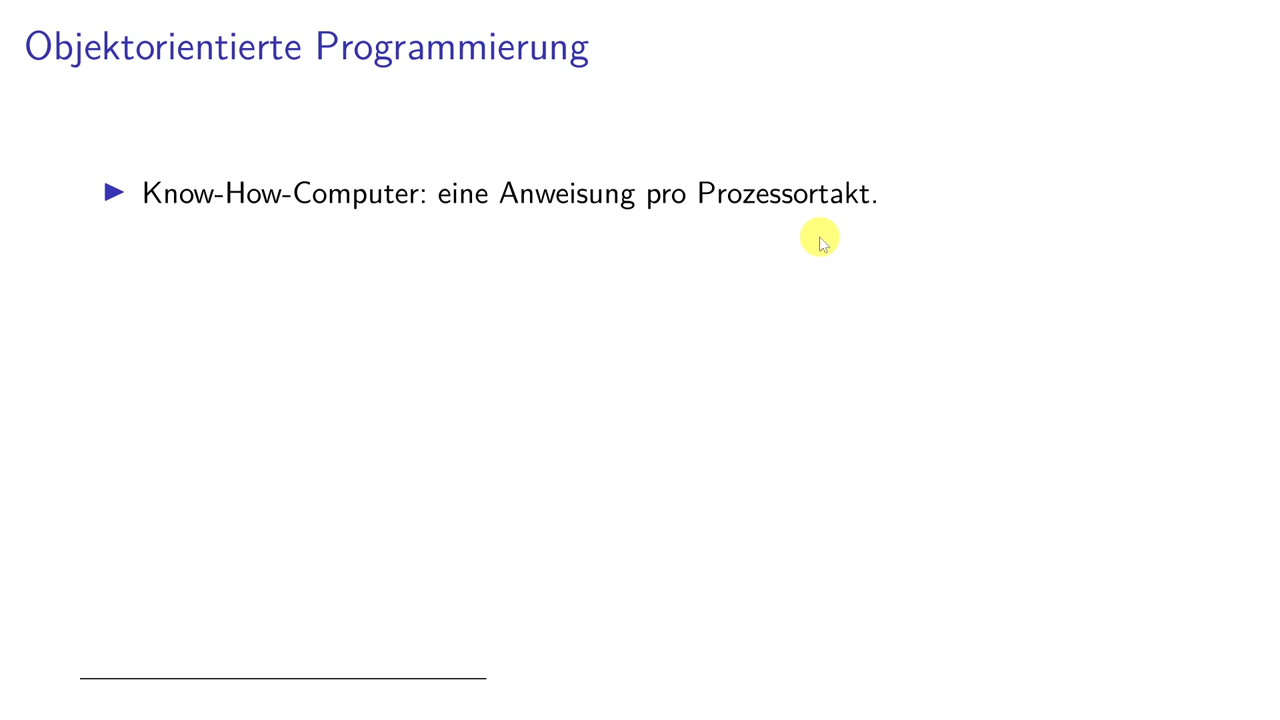 Objektorientierte Programmierung
Know-How-Computer: eine Anweisung pro Prozessortakt.